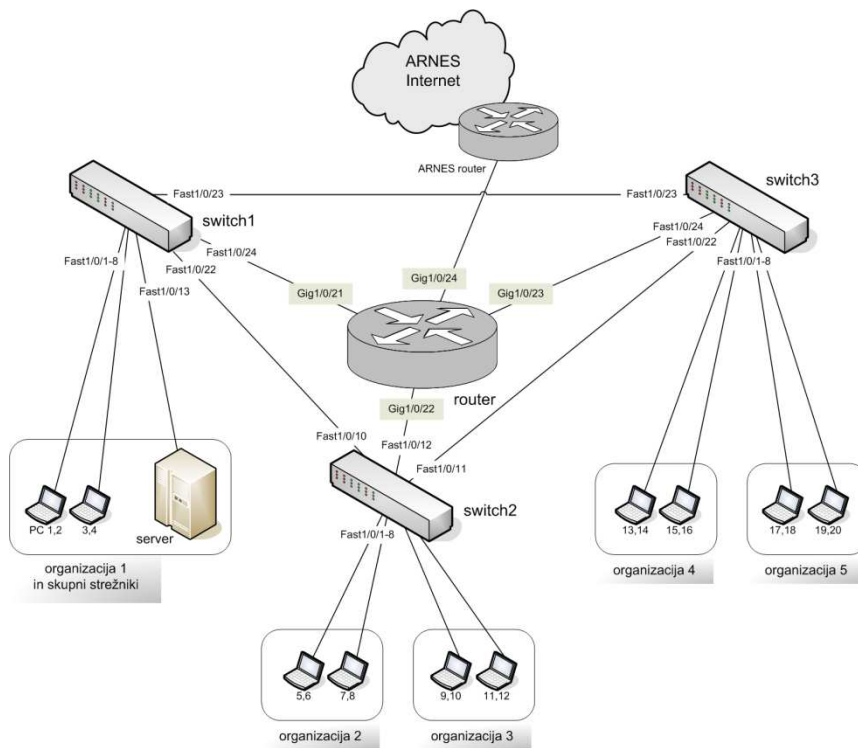 ARNES
Internet
ARNES router
switch1
switch3
Fast1/0/23
Fast1/0/23
Fast1/0/24
Fast1/0/24
Fast1/0/22
Fast1/0/22
Fast1/0/1-8
Fast1/0/1-8
Fast1/0/13
Gig1/0/21
Gig1/0/24
Gig1/0/23
router
Gig1/0/22
Fast1/0/10
Fast1/0/12
Fast1/0/11
switch2
Fast1/0/1-8
PC 1,2
3,4
server
organizacija 1
in skupni strežniki
5,6
7,8
organizacija 2
9,10
11,12
organizacija 3
13,14
15,16
organizacija 4
17,18
19,20
organizacija 5